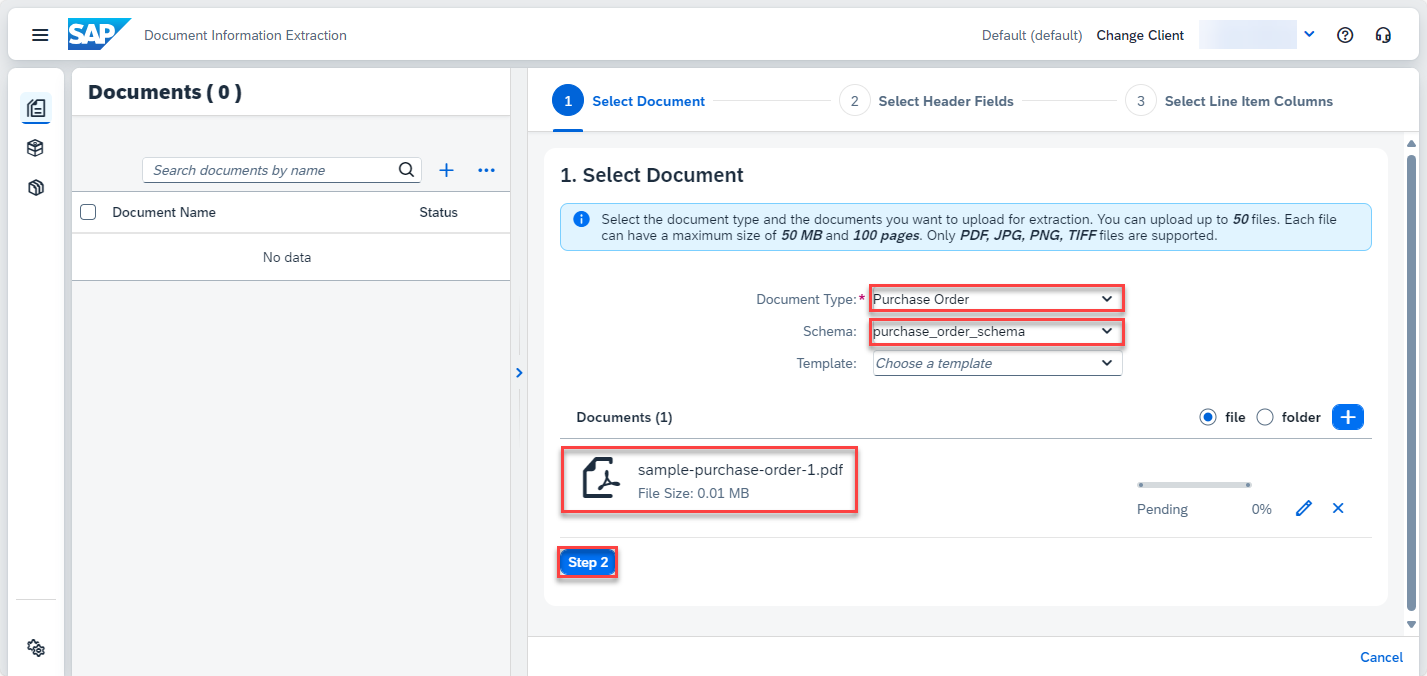 SAP Document Information Extraction
Default (default) Change Client
Documents ( 0 )
Search documents by name
Document Name Status
No data
1 Select Document 2 Select Header Fields 3 Select Line Item Columns
1. Select Document
Select the document type and the documents you want to upload for extraction. You can upload up to 50 files. Each file
can have a maximum size of 50 MB and 100 pages. Only PDF, JPG, PNG, TIFF files are supported.
Document Type:* Purchase Order
Schema: purchase_order_schema
Template: Choose a template
Documents (1) file folder
sample-purchase-order-1.pdf
File Size: 0.01 MB
Pending 0%
Step 2
Cancel